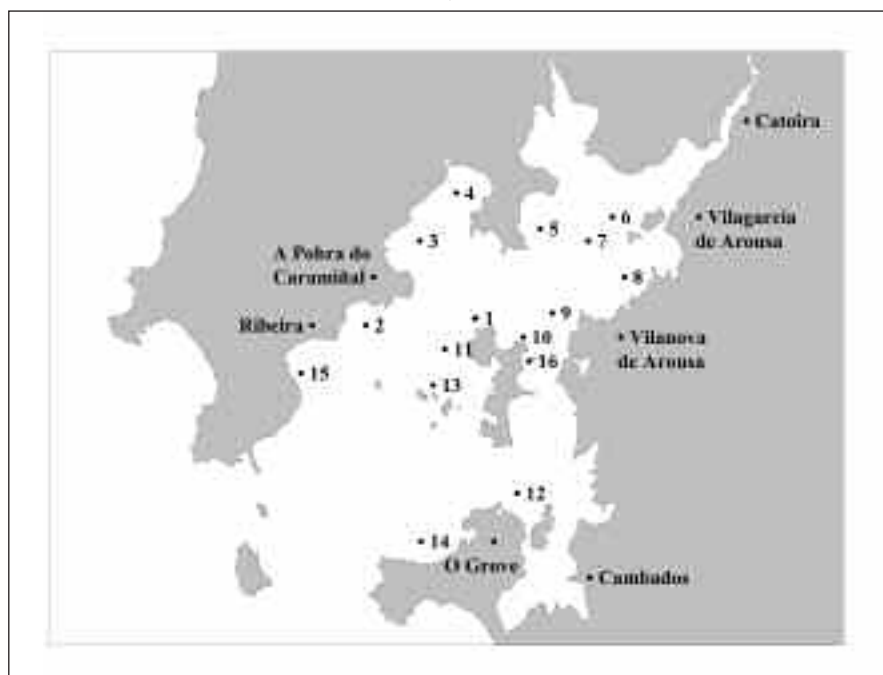 Catoira
4
6
Vilagarcía
de Arousa
5
7
3
A Pobra do
Caramiñal
8
9
1
Ribeira
2
10
Vilanova
de Arousa
11
16
15
13
12
14
O Grove
Cambados